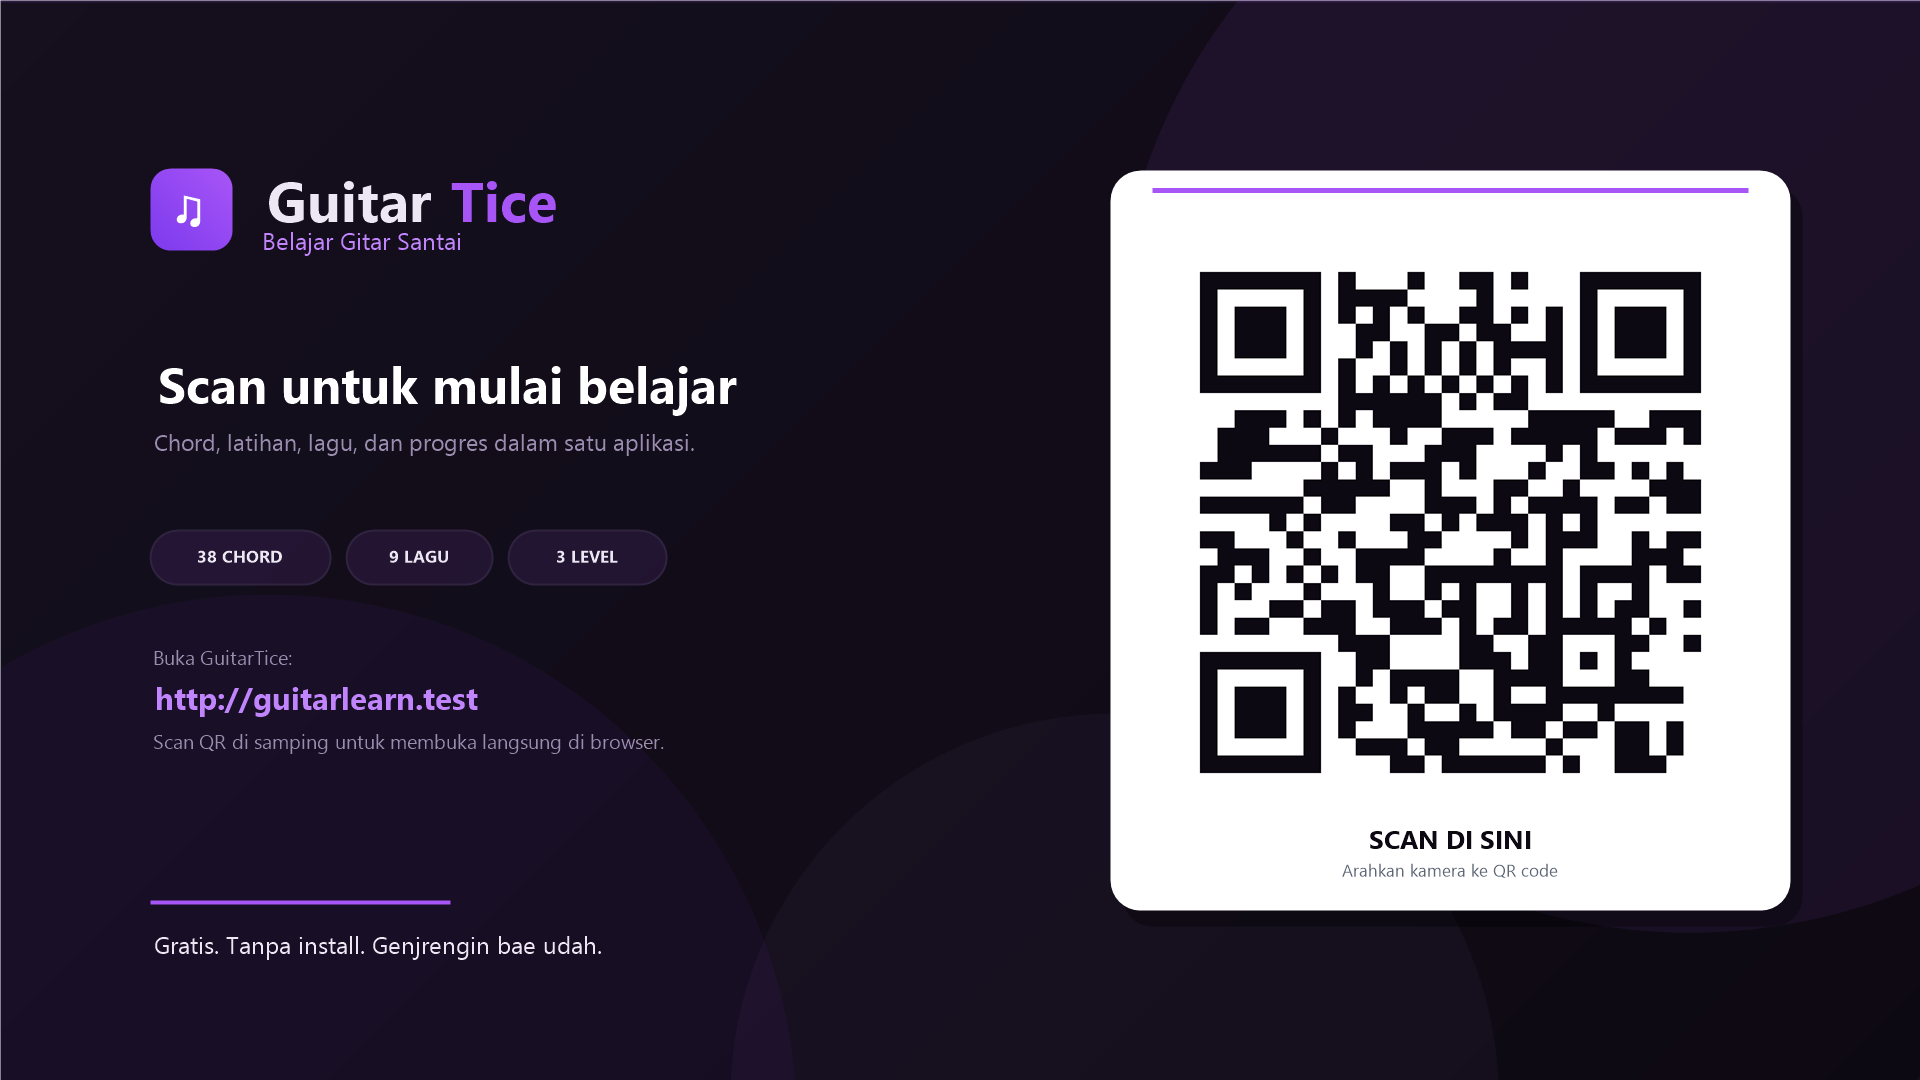 Guitar Tice
Belajar Gitar Santai
Scan untuk mulai belajar
Chord, latihan, lagu, dan progres dalam satu aplikasi.
38 CHORD
9 LAGU
3 LEVEL
Buka GuitarTice:
http://guitarlearn.test
Scan QR di samping untuk membuka langsung di browser.
Gratis. Tanpa install. Genjrengin bae udah.
SCAN DI SINI
Arahkan kamera ke QR code